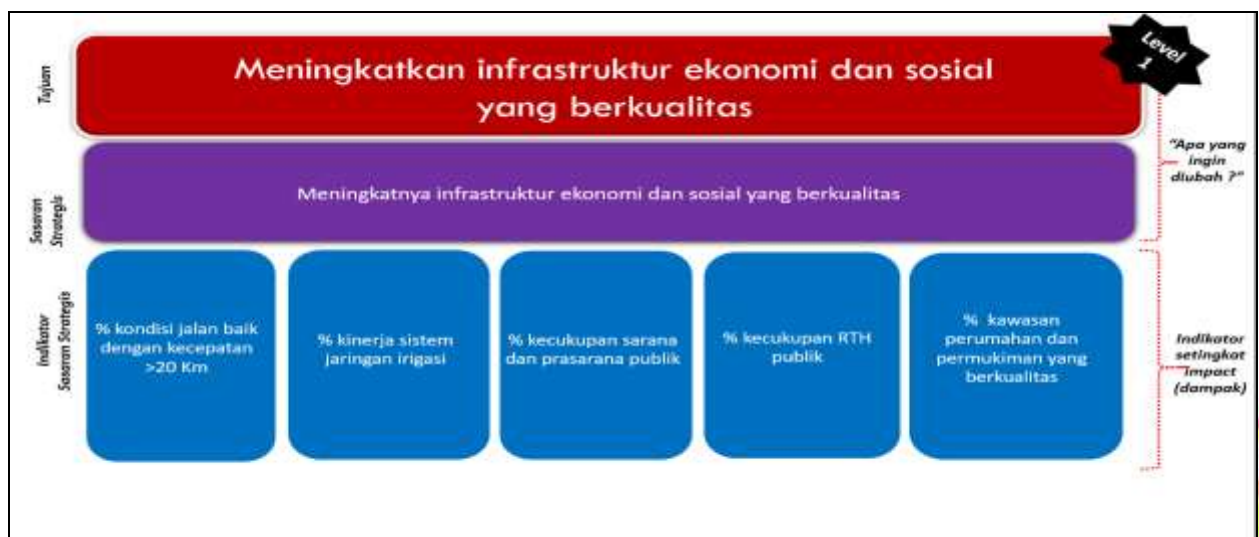 Level
1
Tujuan
Meningkatkan infrastruktur ekonomi dan sosial
yang berkualitas
"Apa yang
ingin
diubah ?"
Sasaran
Strategis
Meningkatnya infrastruktur ekonomi dan sosial yang berkualitas
Indikator
Sasaran Strategis
% kondisi jalan baik
dengan kecepatan
>20 Km
% kinerja sistem
jaringan irigasi
% kecukupan sarana
dan prasarana publik
% kecukupan RTH
publik
% kawasan
perumahan dan
permukiman yang
berkualitas
Indikator
setingkat
impact
(dampak)